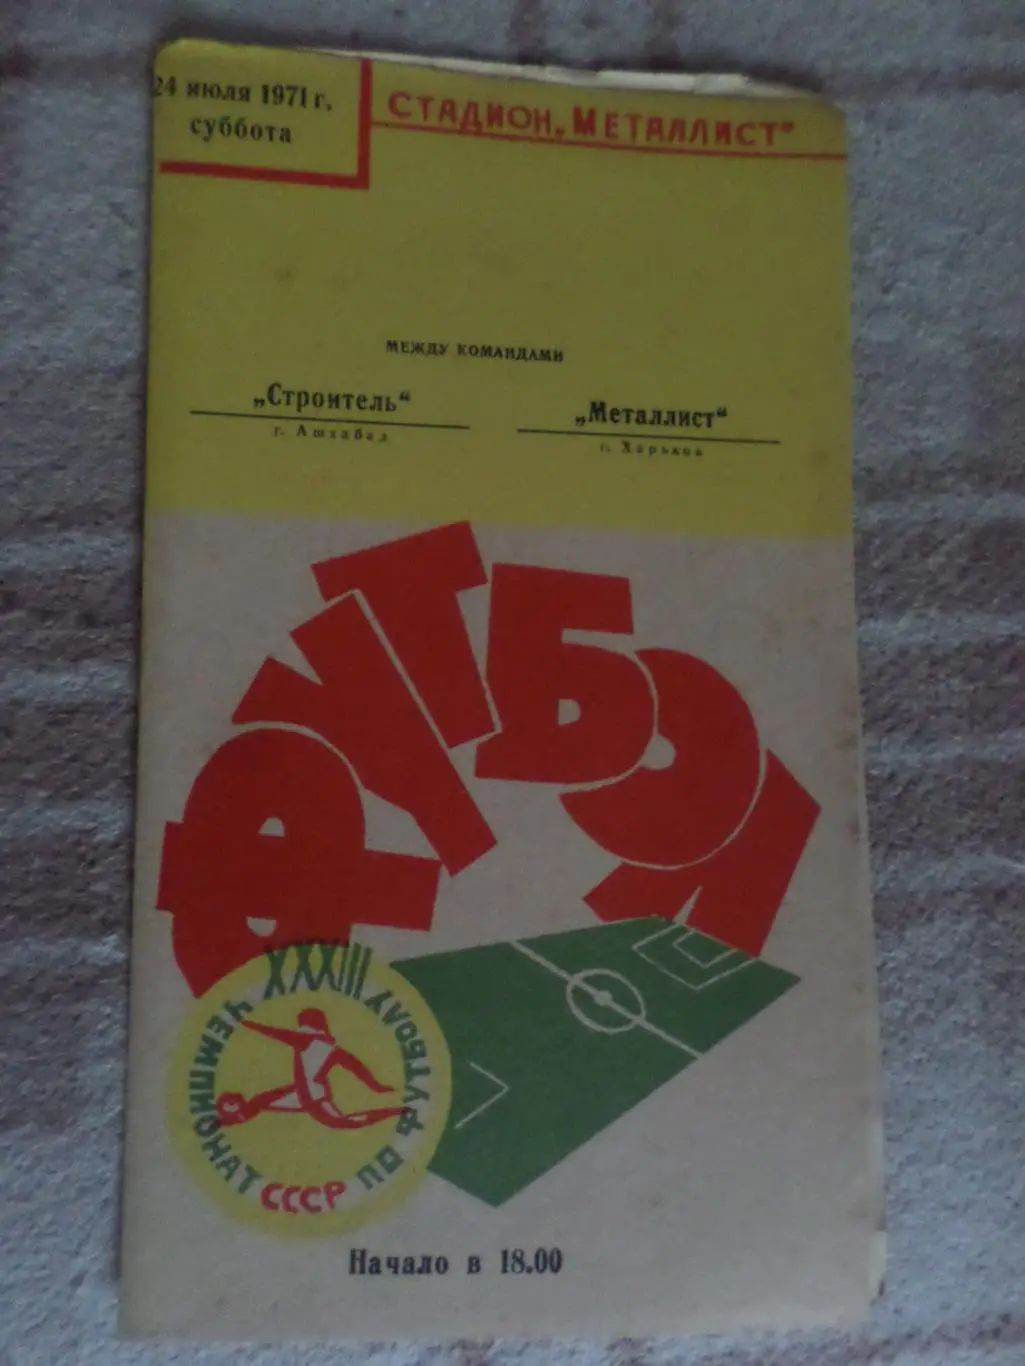 24 июля 1971 г.
суббота
СТАДИОН „МЕТАЛЛИСТ"
МЕЖДУ КОМАНДАМИ
„Строитель"
г. Ашхабад
„Металлист"
г. Харьков
ФУТБОЛ
XXXIII
ЧЕМПИОНАТ СССР ПО ФУТБОЛУ
Начало в 18.00